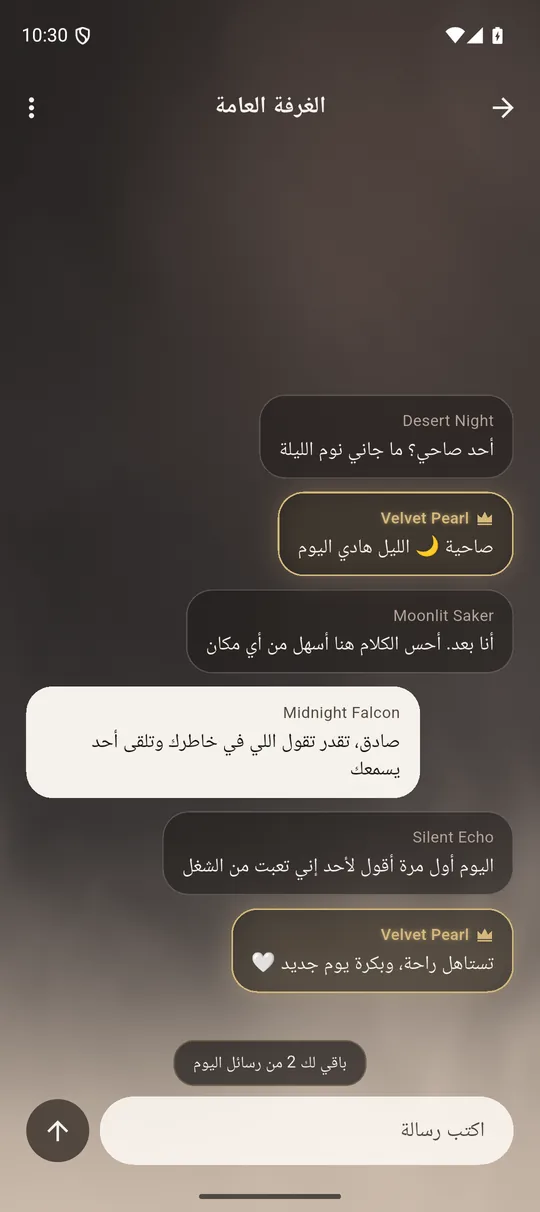 10:30
الغرفة العامة
Desert Night
أحد صاحي؟ ما جاني نوم الليلة
Velvet Pearl
صاحية 🌙 الليل هادي اليوم
Moonlit Saker
أنا بعد. أحس الكلام هنا أسهل من أي مكان
Midnight Falcon
صادق، تقدر تقول اللي في خاطرك وتلقى أحد
يسمعك
Silent Echo
اليوم أول مرة أقول لأحد إني تعبت من الشغل
Velvet Pearl
تستاهل راحة، وبكرة يوم جديد 🤍
باقي لك 2 من رسائل اليوم
اكتب رسالة